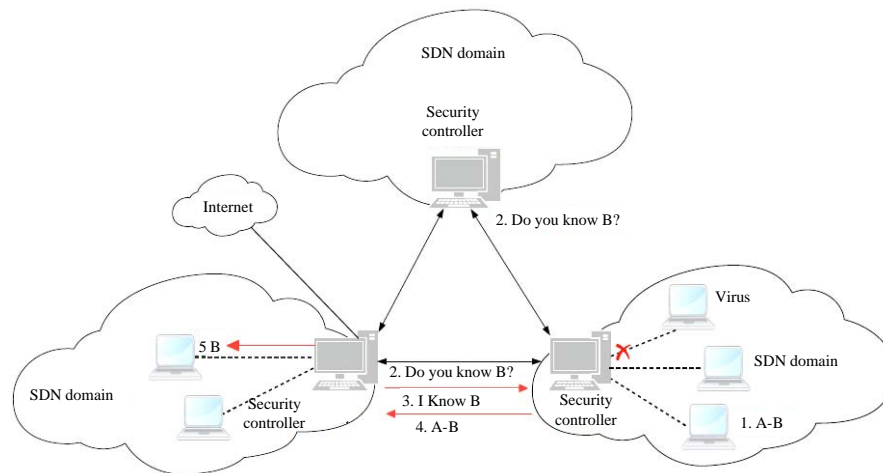 SDN domain
Security
controller
Internet
2. Do you know B?
Virus
5 B
SDN domain
2. Do you know B?
SDN domain
Security
controller
3. I Know B
Security
controller
4. A-B
1. A-B